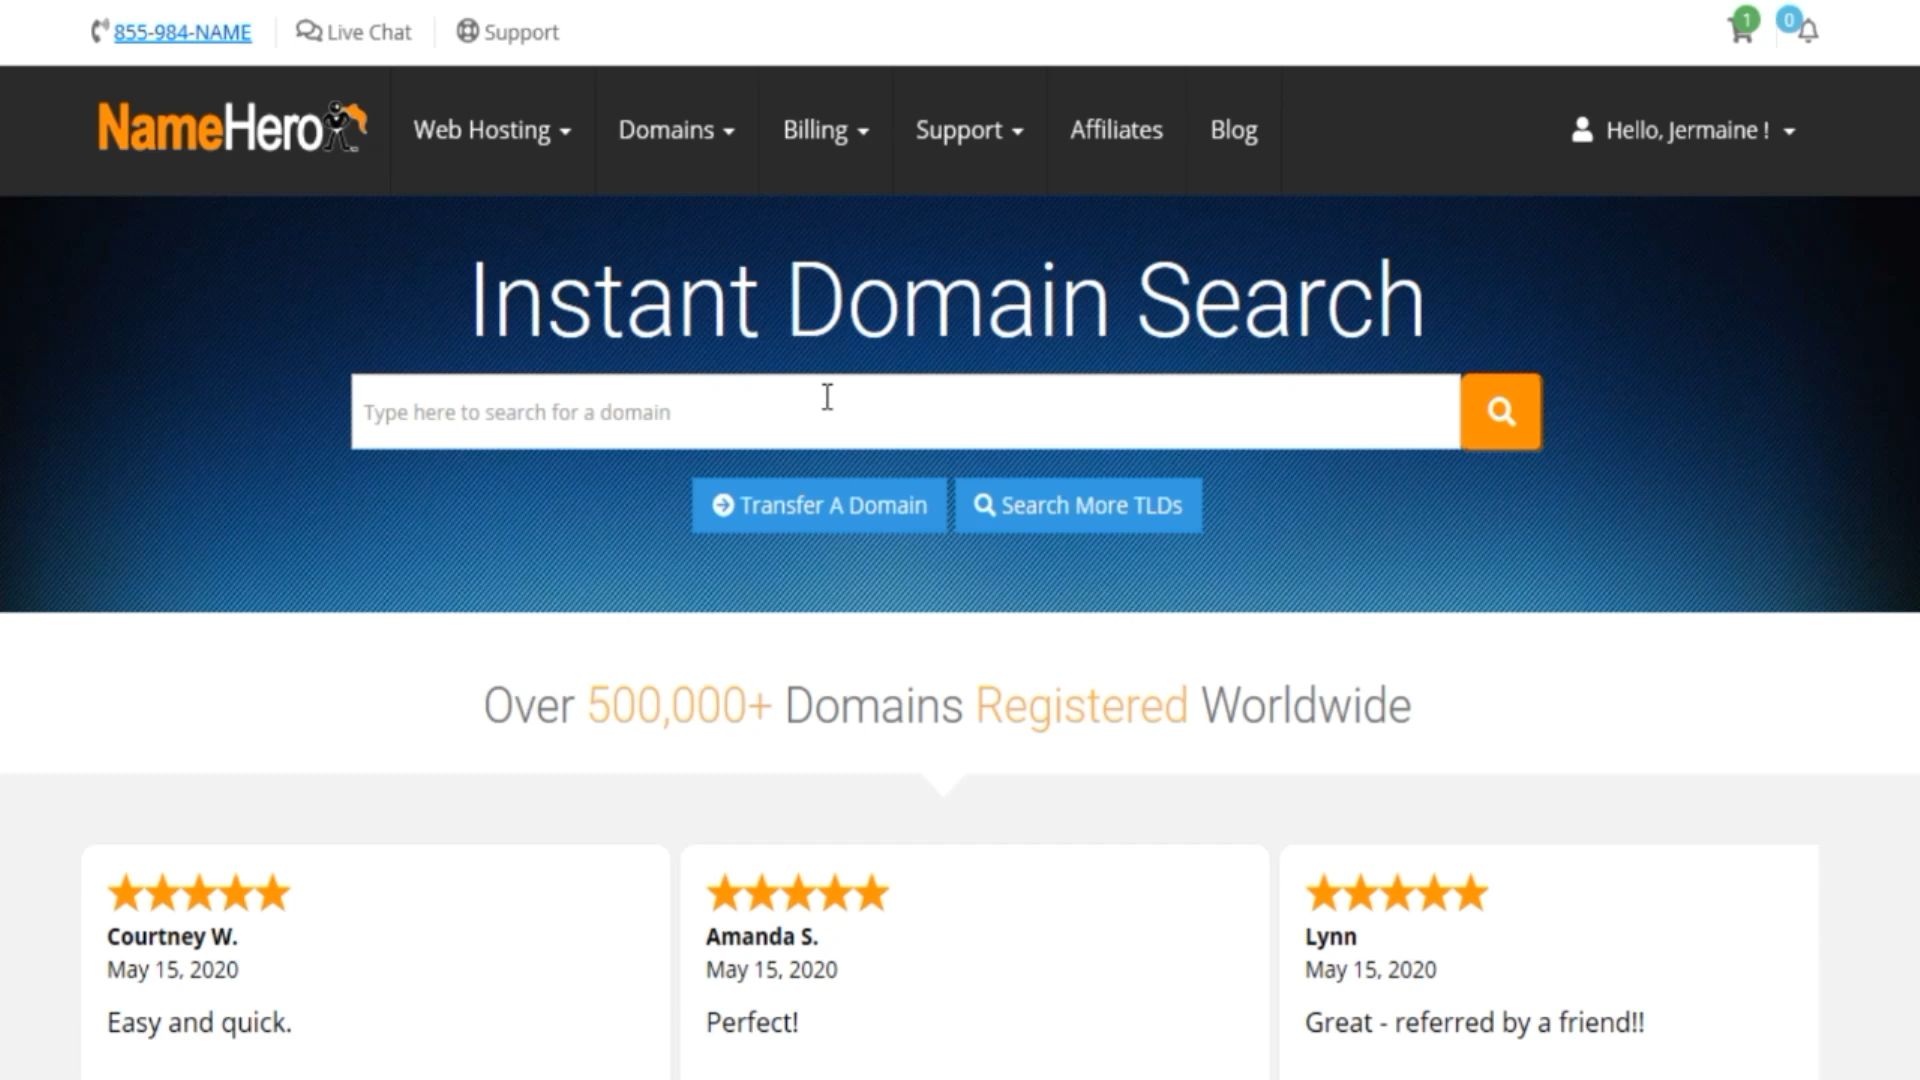 855-984-NAME Live Chat Support 1 0
NameHero Web Hosting Domains Billing Support Affiliates Blog Hello, Jermaine !
Instant Domain Search
Type here to search for a domain
Transfer A Domain Search More TLDs
Over 500,000+ Domains Registered Worldwide
Courtney W.
May 15, 2020
Easy and quick.
Amanda S.
May 15, 2020
Perfect!
Lynn
May 15, 2020
Great - referred by a friend!!